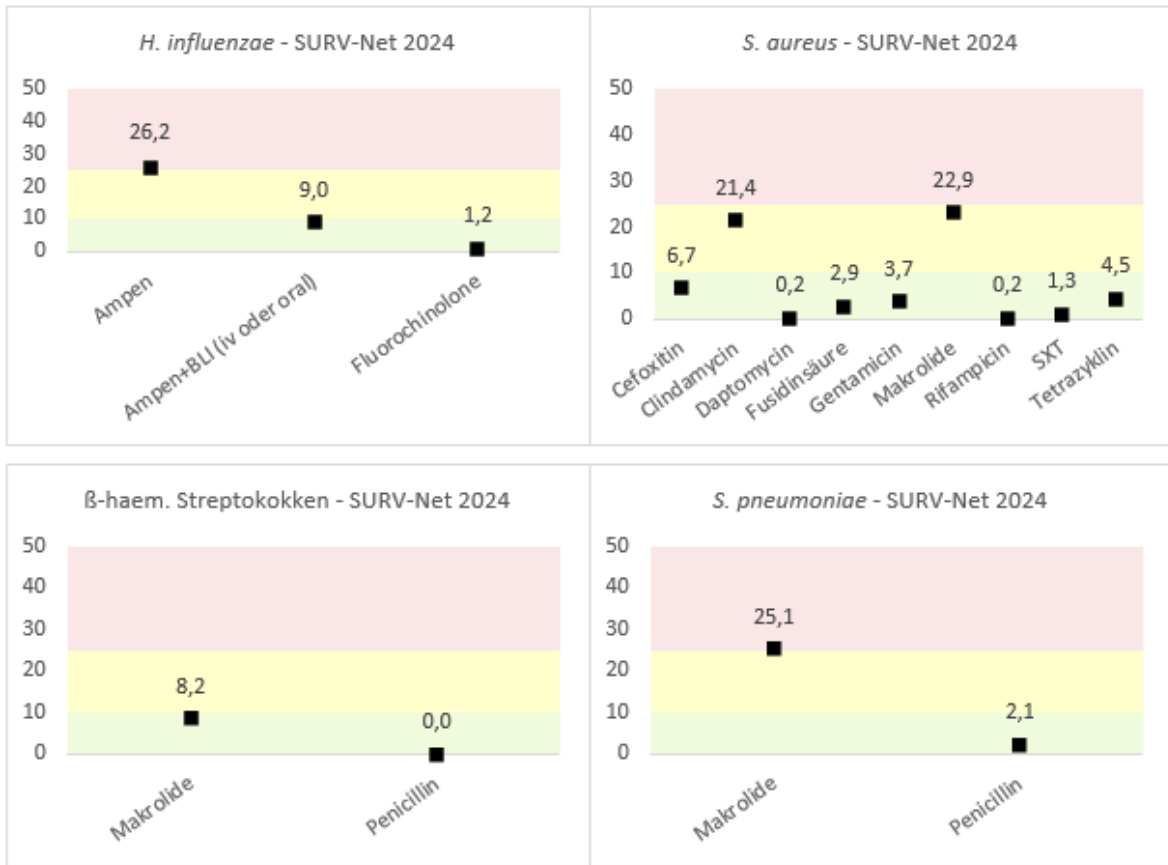 H. influenzae - SURV-Net 2024
50
40
30
20
10
0
26,2
9,0
1,2
Ampen
Ampen+BLI (iv oder oral)
Fluorochinolone
S. aureus - SURV-Net 2024
50
40
30
20
10
0
6,7
21,4
0,2
2,9
3,7
22,9
0,2
1,3
4,5
Cefoxitin
Clindamycin
Daptomycin
Fusidinsäure
Gentamicin
Makrolide
Rifampicin
SXT
Tetrazyklin
ß-haem. Streptokokken - SURV-Net 2024
50
40
30
20
10
0
8,2
0,0
Makrolide
Penicillin
S. pneumoniae - SURV-Net 2024
50
40
30
20
10
0
25,1
2,1
Makrolide
Penicillin